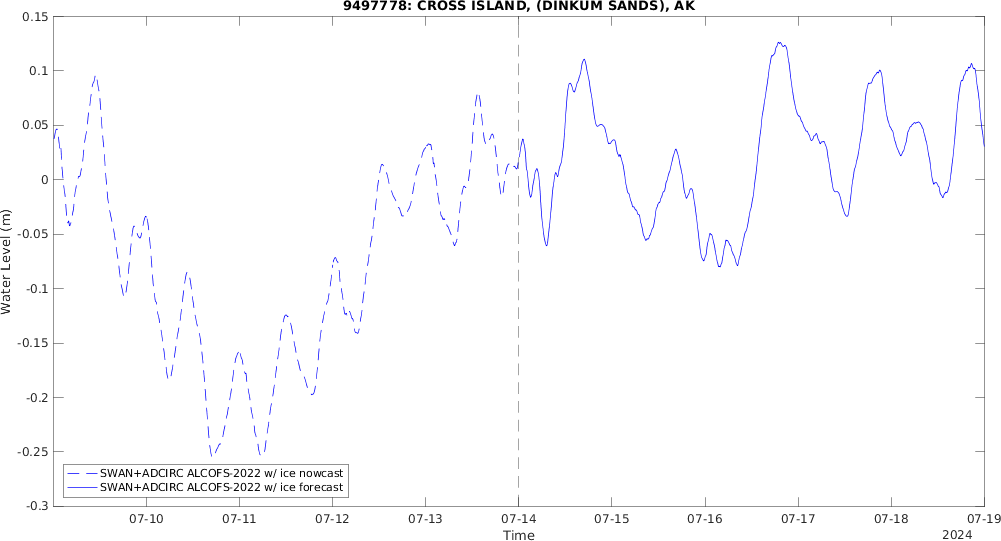 9497778: CROSS ISLAND, (DINKUM SANDS), AK
0.15
0.1
0.05
0
-0.05
-0.1
-0.15
-0.2
-0.25
-0.3
Water Level (m)
SWAN+ADCIRC ALCOFS-2022 w/ ice nowcast
SWAN+ADCIRC ALCOFS-2022 w/ ice forecast
07-10 07-11 07-12 07-13 07-14 07-15 07-16 07-17 07-18 07-19
Time
2024